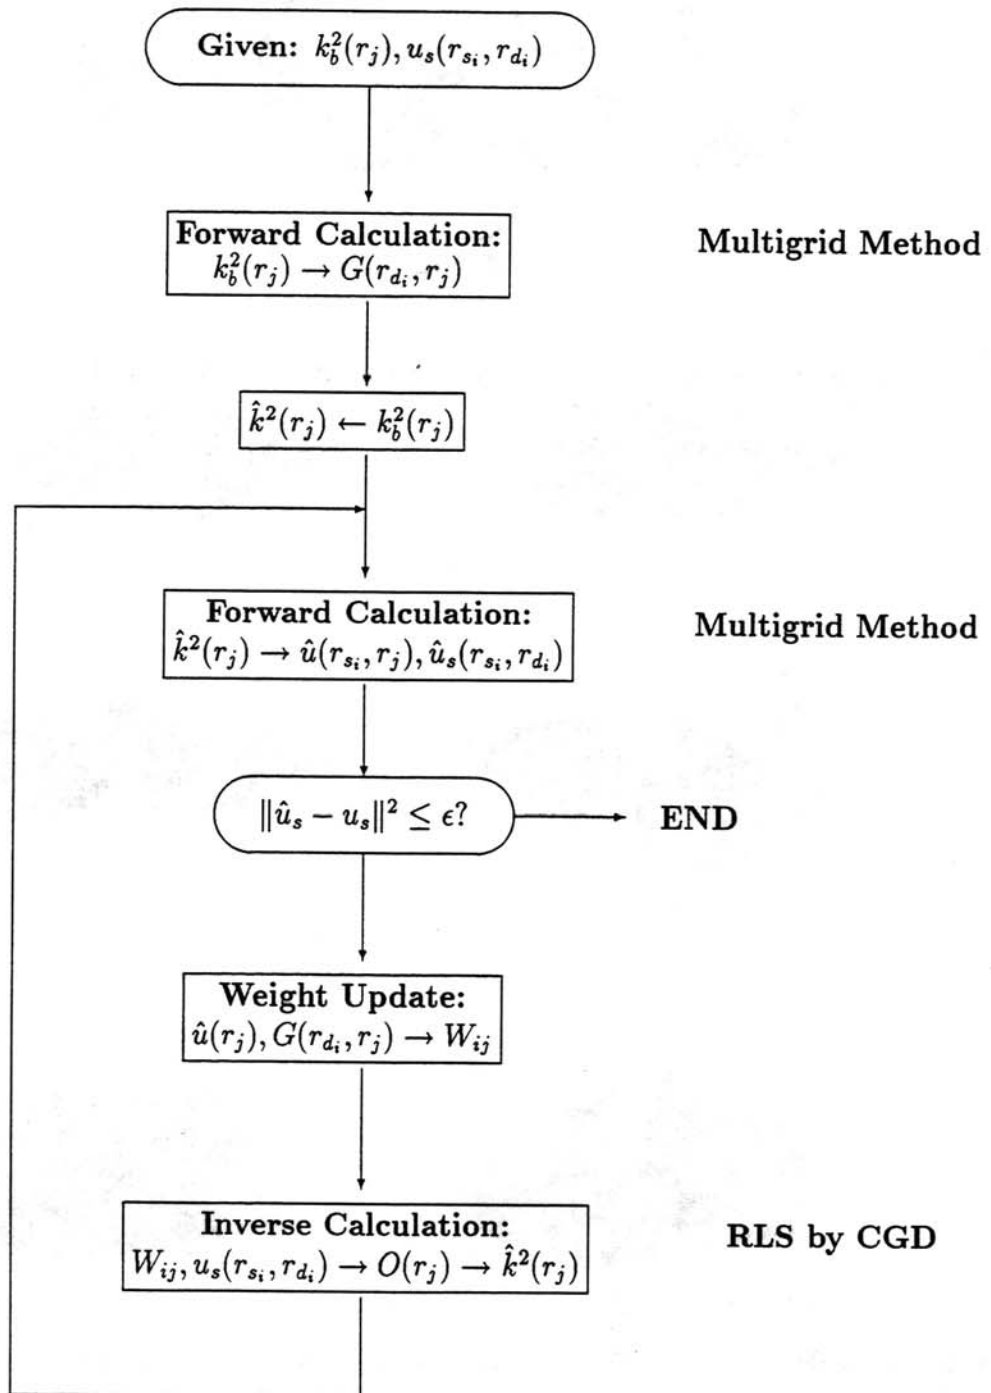 Given: $k_b^2(r_j), u_s(r_{s_i}, r_{d_i})$
Forward Calculation:
$k_b^2(r_j) \rightarrow G(r_{d_i}, r_j)$
Multigrid Method
$\hat{k}^2(r_j) \leftarrow k_b^2(r_j)$
Forward Calculation:
$\hat{k}^2(r_j) \rightarrow \hat{u}(r_{s_i}, r_j), \hat{u}_s(r_{s_i}, r_{d_i})$
Multigrid Method
$\|\hat{u}_s - u_s\|^2 \leq \epsilon?$
END
Weight Update:
$\hat{u}(r_j), G(r_{d_i}, r_j) \rightarrow W_{ij}$
Inverse Calculation:
$W_{ij}, u_s(r_{s_i}, r_{d_i}) \rightarrow O(r_j) \rightarrow \hat{k}^2(r_j)$
RLS by CGD